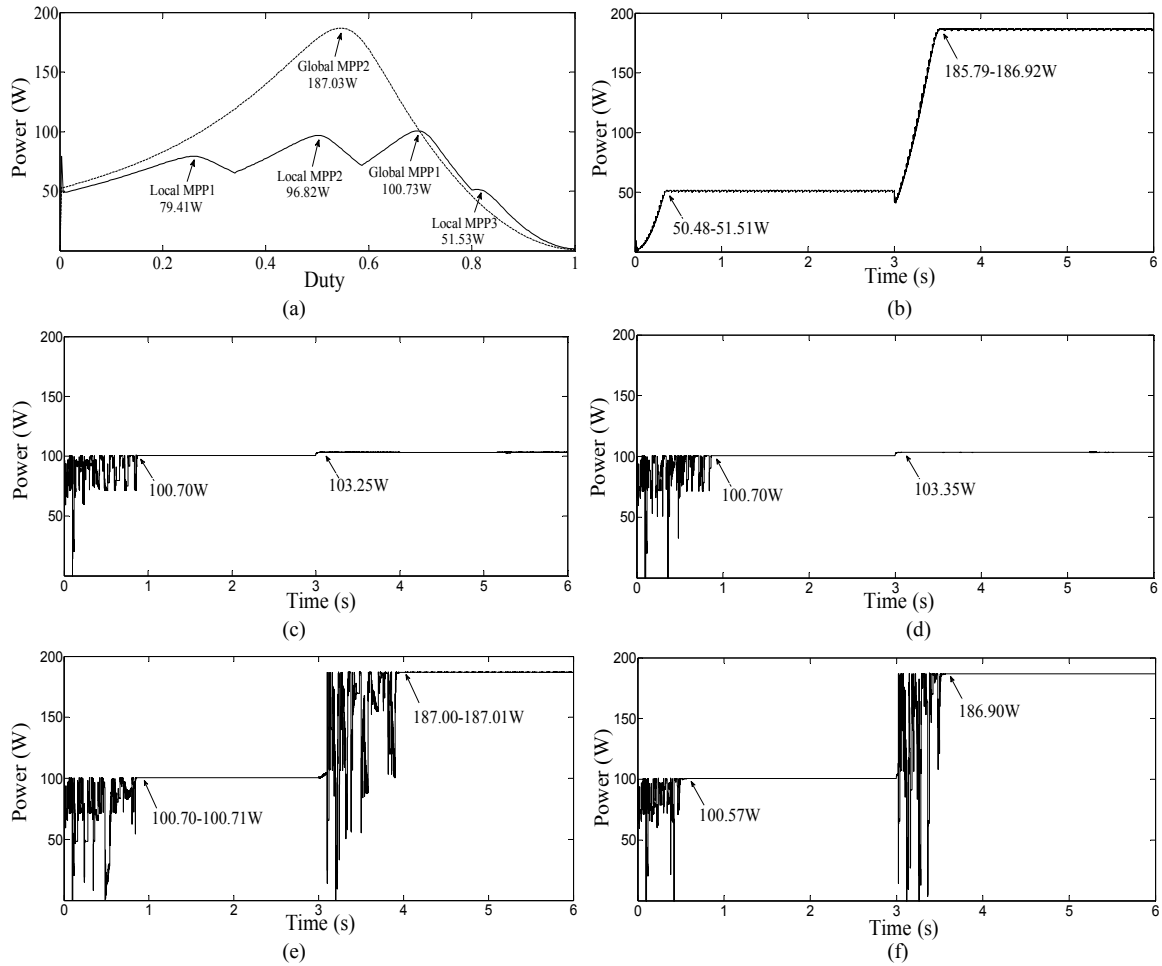 200
150
100
50
Power (W)
Global MPP2
187.03W
Local MPP1
79.41W
Local MPP2
96.82W
Global MPP1
100.73W
Local MPP3
51.53W
0 0.2 0.4 0.6 0.8 1
Duty
(a)
200
150
100
50
Power (W)
185.79-186.92W
50.48-51.51W
0 1 2 3 4 5 6
Time (s)
(b)
200
150
100
50
Power (W)
100.70W
103.25W
0 1 2 3 4 5 6
Time (s)
(c)
200
150
100
50
Power (W)
100.70W
103.35W
0 1 2 3 4 5 6
Time (s)
(d)
200
150
100
50
Power (W)
187.00-187.01W
100.70-100.71W
0 1 2 3 4 5 6
Time (s)
(e)
200
150
100
50
Power (W)
186.90W
100.57W
0 1 2 3 4 5 6
Time (s)
(f)